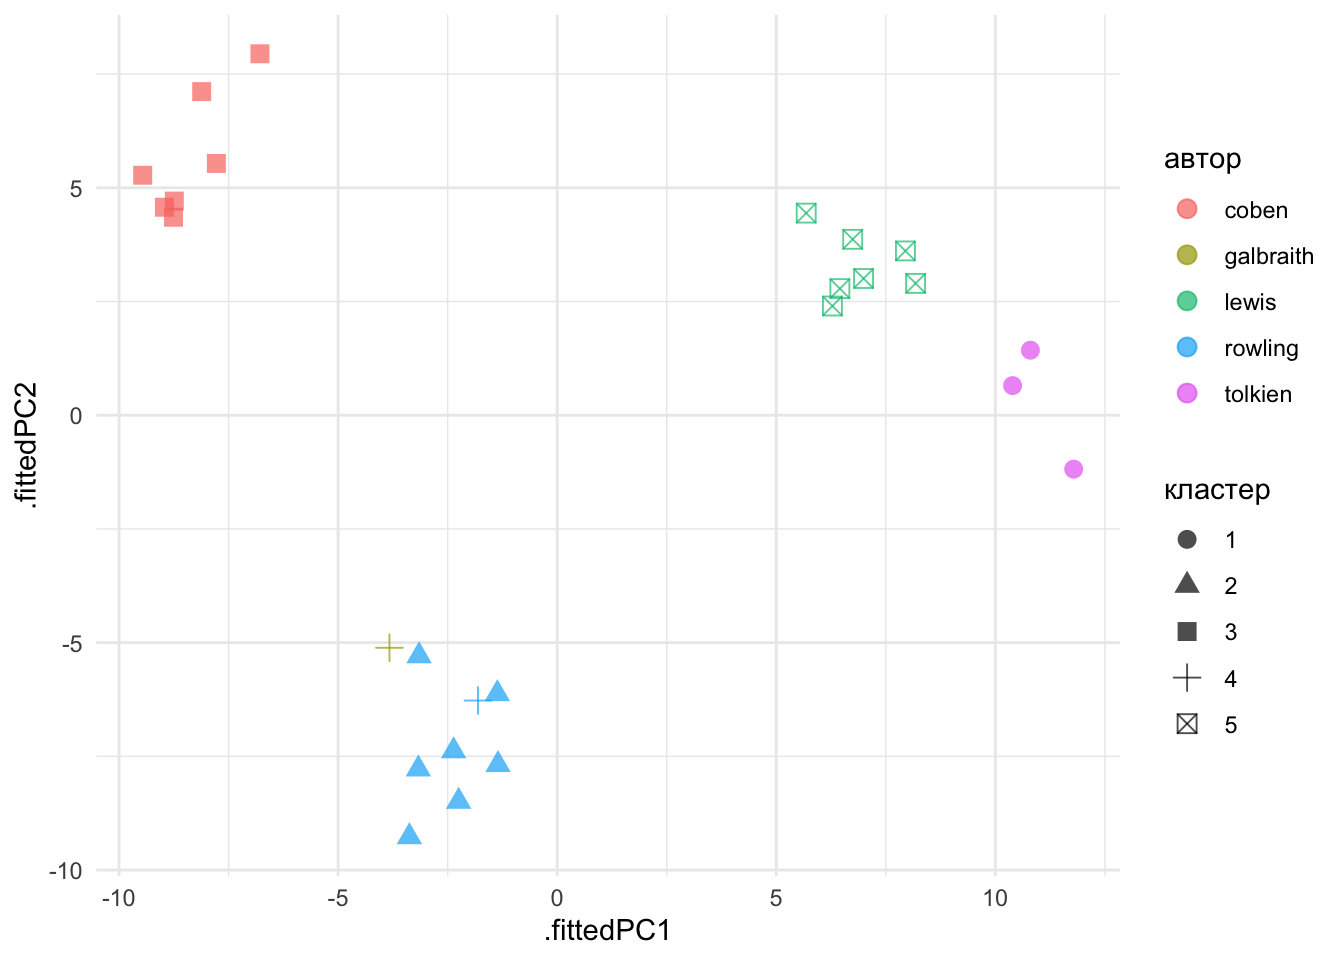 5
0
-5
-10
-10
-5
0
5
10
.fittedPC1
.fittedPC2
автор
coben
galbraith
lewis
rowling
tolkien
кластер
1
2
3
4
5